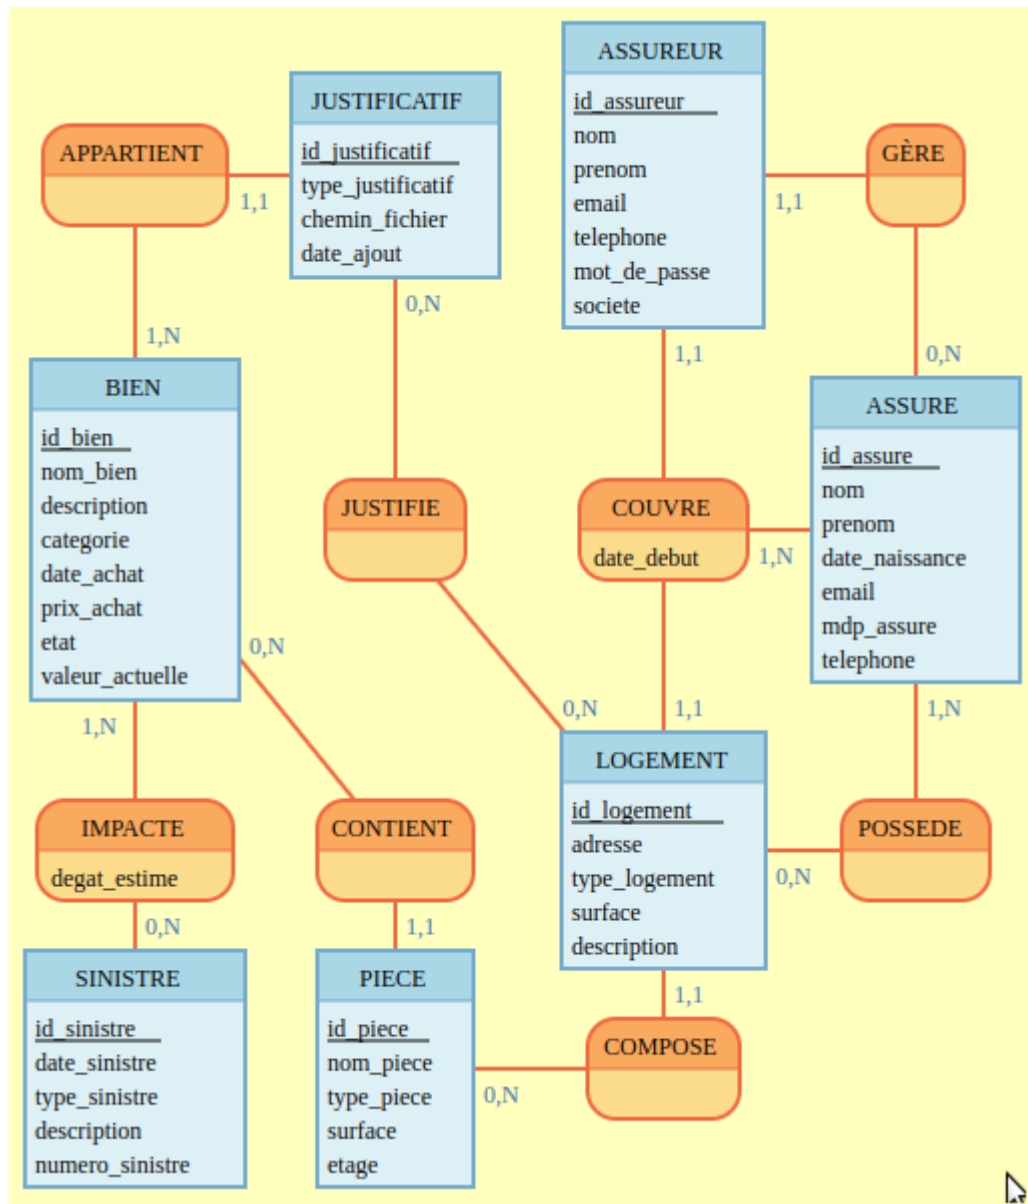 ASSUREUR
id_assureur
nom
prenom
email
telephone
mot_de_passe
societe
JUSTIFICATIF
id_justificatif
type_justificatif
chemin_fichier
date_ajout
APPARTIENT
1,1
GÈRE
1,1
0,N
1,N
1,1
0,N
BIEN
id_bien
nom_bien
description
categorie
date_achat
prix_achat
etat
valeur_actuelle
ASSURE
id_assure
nom
prenom
date_naissance
email
mdp_assure
telephone
JUSTIFIE
COUVRE
date_debut
1,N
0,N
1,N
0,N
1,1
1,N
LOGEMENT
id_logement
adresse
type_logement
surface
description
IMPACTE
degat_estime
CONTIENT
POSSEDE
0,N
0,N
1,1
SINISTRE
id_sinistre
date_sinistre
type_sinistre
description
numero_sinistre
PIECE
id_piece
nom_piece
type_piece
surface
etage
1,1
COMPOSE
0,N